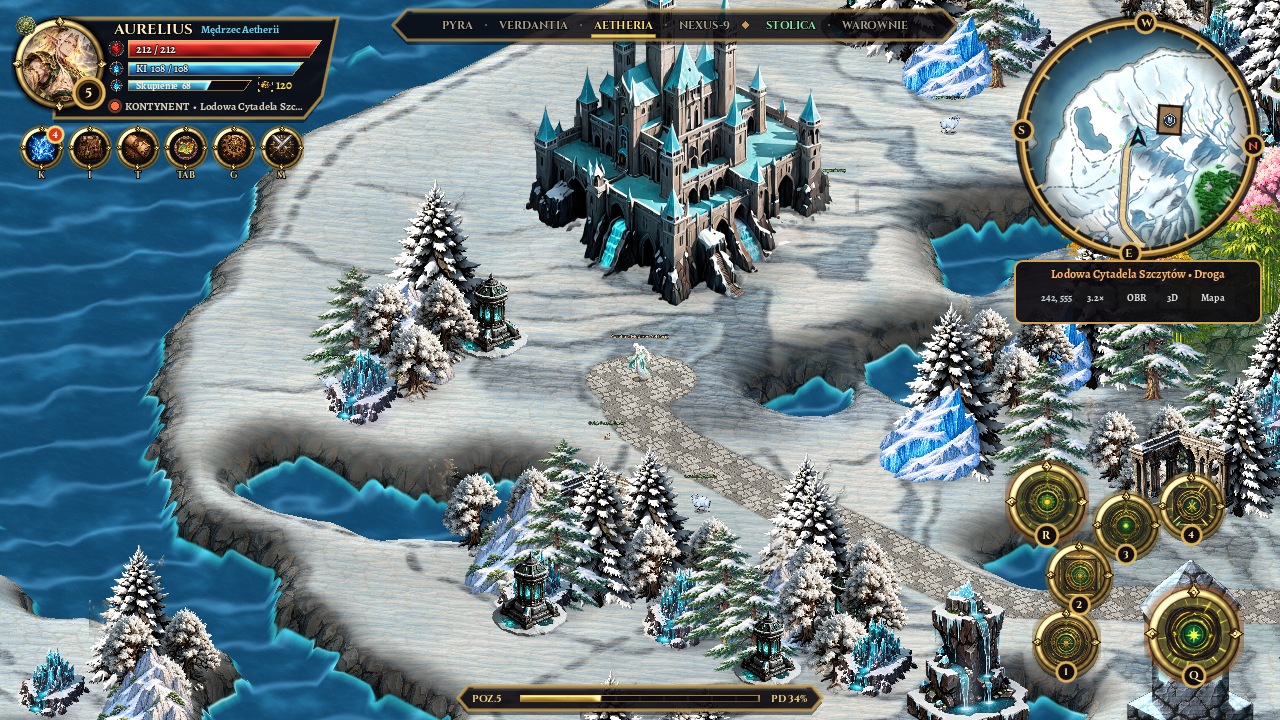 AURELIUS Mędrzec Aetherii
212 / 212
KI 108 / 108
Skupienie 68
120
5
KONTYNENT • Lodowa Cytadela Szc...
4
K
I
T
TAB
G
M
PYRA · VERDANTIA · AETHERIA · NEXUS-9 ◆ STOLICA WAROWNIE
W
S
N
E
Lodowa Cytadela Szczytów • Droga
242, 555 3.2× OBR 3D Mapa
R
3
4
2
1
Q
POZ.5 PD 34%